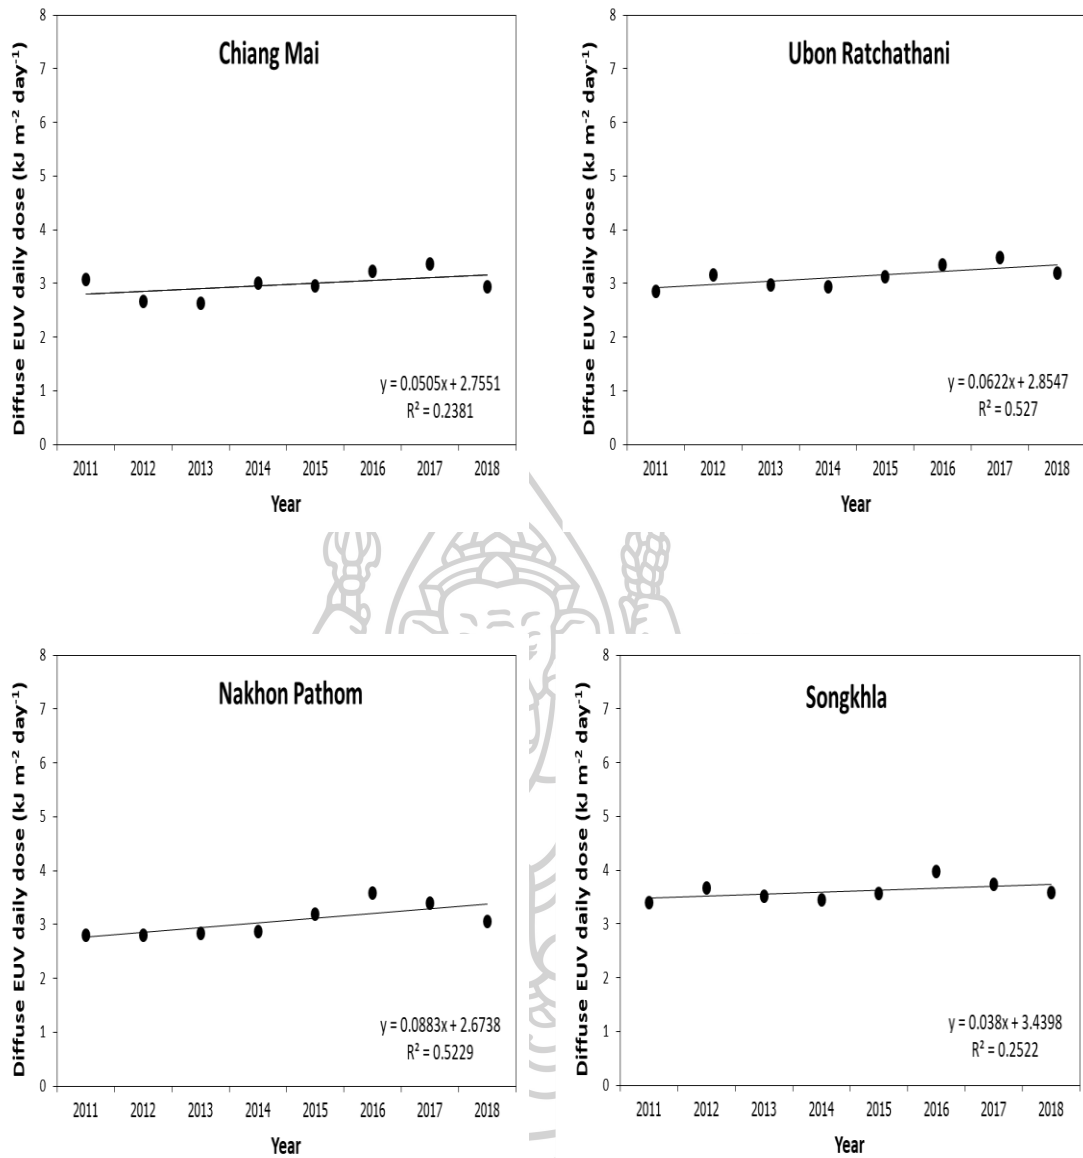 Chiang Mai
Diffuse EUV daily dose (kJ m⁻² day⁻¹)
8
7
6
5
4
3
2
1
0
y = 0.0505x + 2.7551
R² = 0.2381
2011 2012 2013 2014 2015 2016 2017 2018
Year
Ubon Ratchathani
Diffuse EUV daily dose (kJ m⁻² day⁻¹)
8
7
6
5
4
3
2
1
0
y = 0.0622x + 2.8547
R² = 0.527
2011 2012 2013 2014 2015 2016 2017 2018
Year
Nakhon Pathom
Diffuse EUV daily dose (kJ m⁻² day⁻¹)
8
7
6
5
4
3
2
1
0
y = 0.0883x + 2.6738
R² = 0.5229
2011 2012 2013 2014 2015 2016 2017 2018
Year
Songkhla
Diffuse EUV daily dose (kJ m⁻² day⁻¹)
8
7
6
5
4
3
2
1
0
y = 0.038x + 3.4398
R² = 0.2522
2011 2012 2013 2014 2015 2016 2017 2018
Year